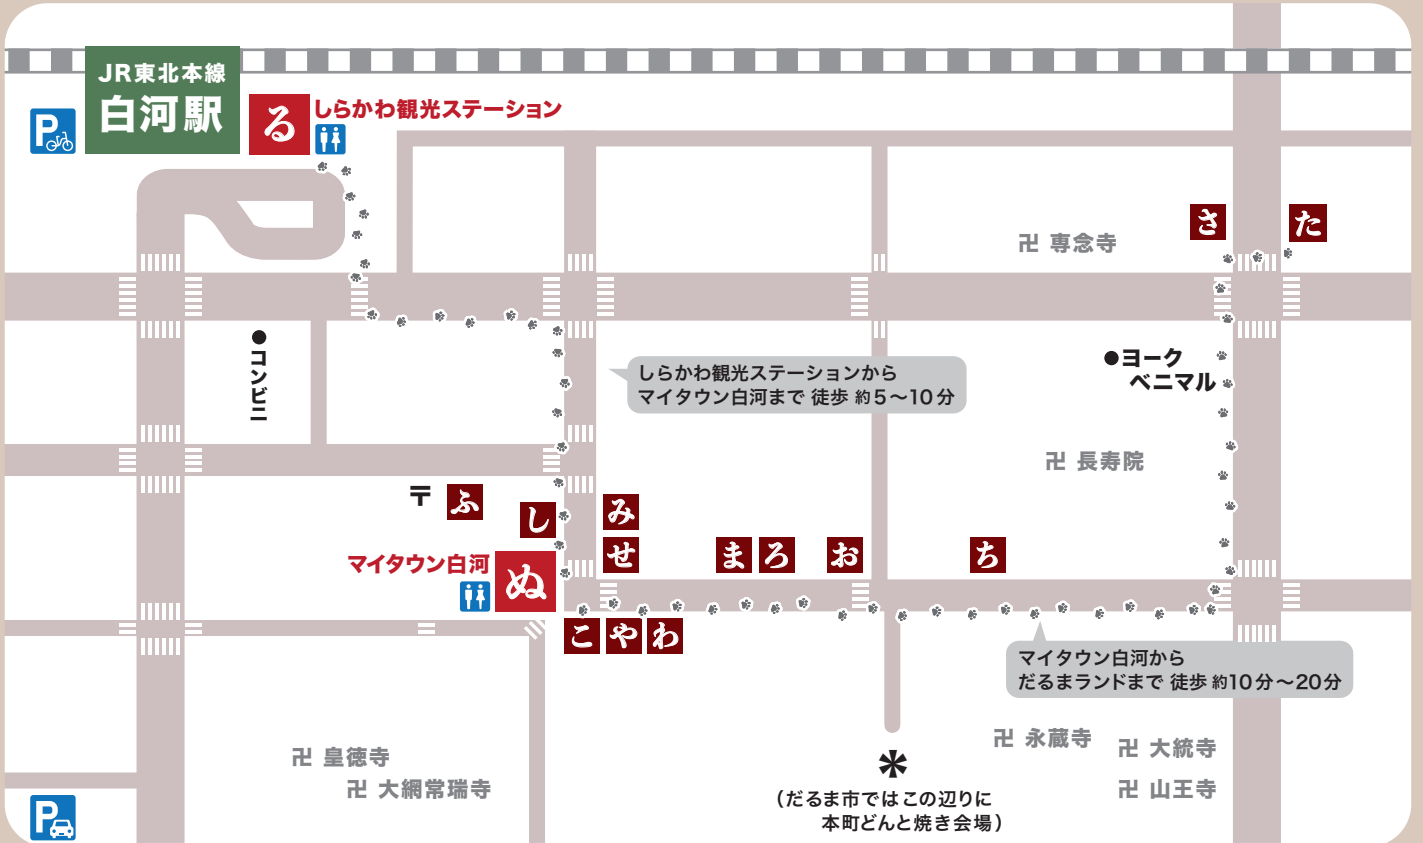 JR東北本線
白河駅
る
しらかわ観光ステーション
P
さ
た
卍 専念寺
コンビニ
しらかわ観光ステーションから
マイタウン白河まで 徒歩 約5〜10分
ヨーク
ベニマル
卍 長寿院
〒
ふ
し
み
せ
ま
ろ
お
ち
マイタウン白河
ぬ
こ
や
わ
マイタウン白河から
だるまランドまで 徒歩 約10分〜20分
卍 皇徳寺
卍 大網常瑞寺
卍 永蔵寺
卍 大統寺
卍 山王寺
*
(だるま市ではこの辺りに
本町どんと焼き会場)
P